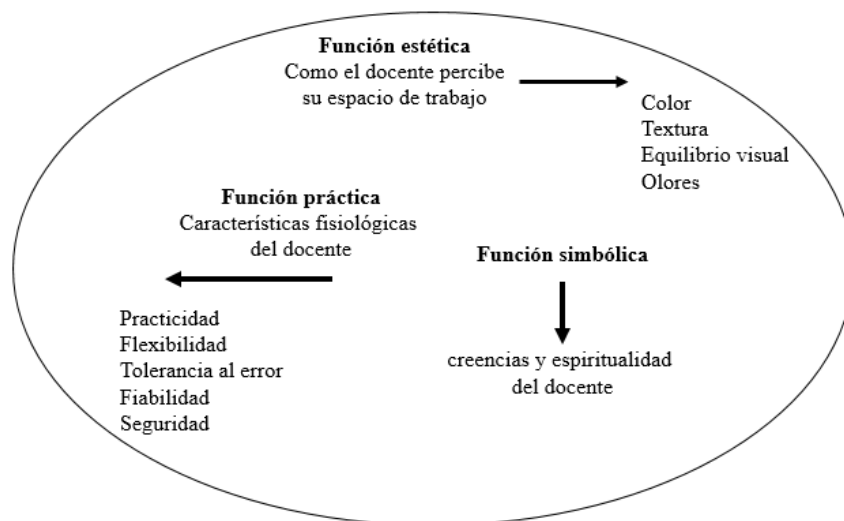 Función estética
Como el docente percibe
su espacio de trabajo
Color
Textura
Equilibrio visual
Olores
Función práctica
Características fisiológicas
del docente
Función simbólica
Practicidad
Flexibilidad
Tolerancia al error
Fiabilidad
Seguridad
creencias y espiritualidad
del docente